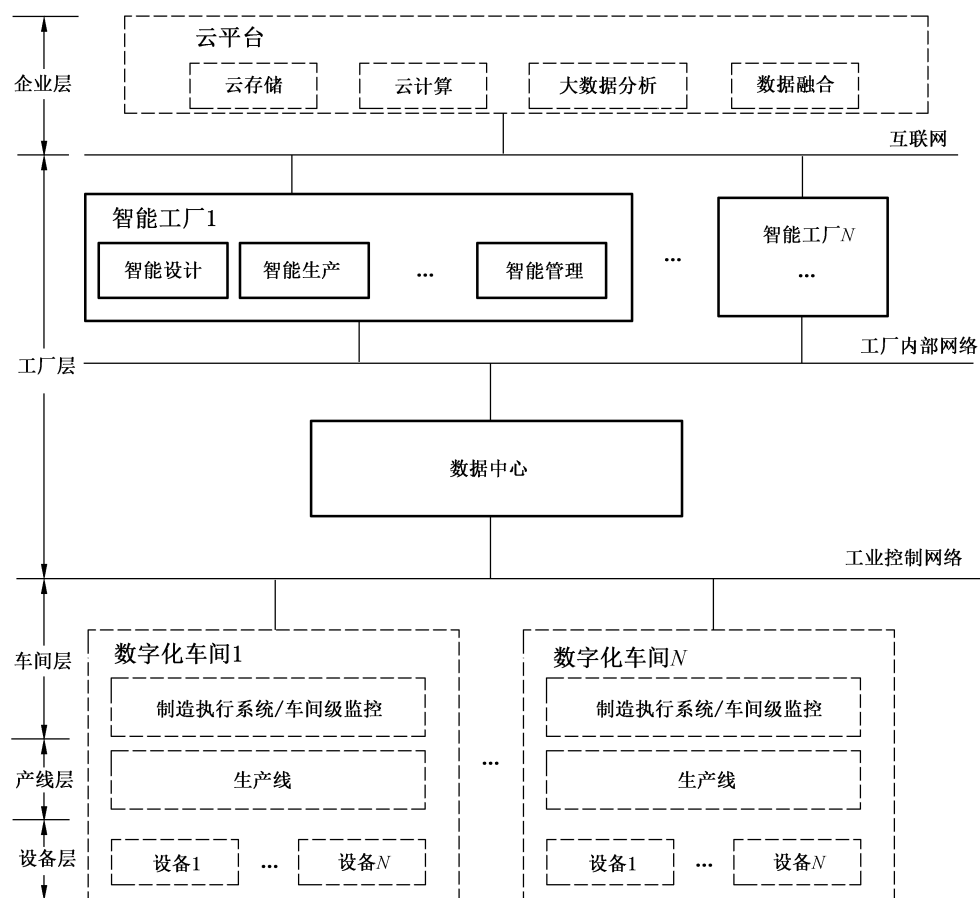 云平台
企业层
云存储 云计算 大数据分析 数据融合
互联网
智能工厂1
智能工厂N
智能设计 智能生产 ... 智能管理
...
...
工厂内部网络
工厂层
数据中心
工业控制网络
数字化车间1
数字化车间N
车间层
制造执行系统/车间级监控
制造执行系统/车间级监控
...
产线层
生产线
生产线
设备层
设备1 ... 设备N
设备1 ... 设备N